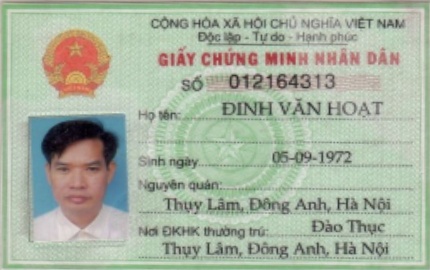 CỘNG HÒA XÃ HỘI CHỦ NGHĨA VIỆT NAM
Độc lập - Tự do - Hạnh phúc
GIẤY CHỨNG MINH NHÂN DÂN
SỐ 012164313
Họ tên: ĐINH VĂN HOẠT
Sinh ngày 05-09-1972
Nguyên quán:
Thụy Lâm, Đông Anh, Hà Nội
Nơi ĐKHK thường trú: Đào Thục
Thụy Lâm, Đông Anh, Hà Nội